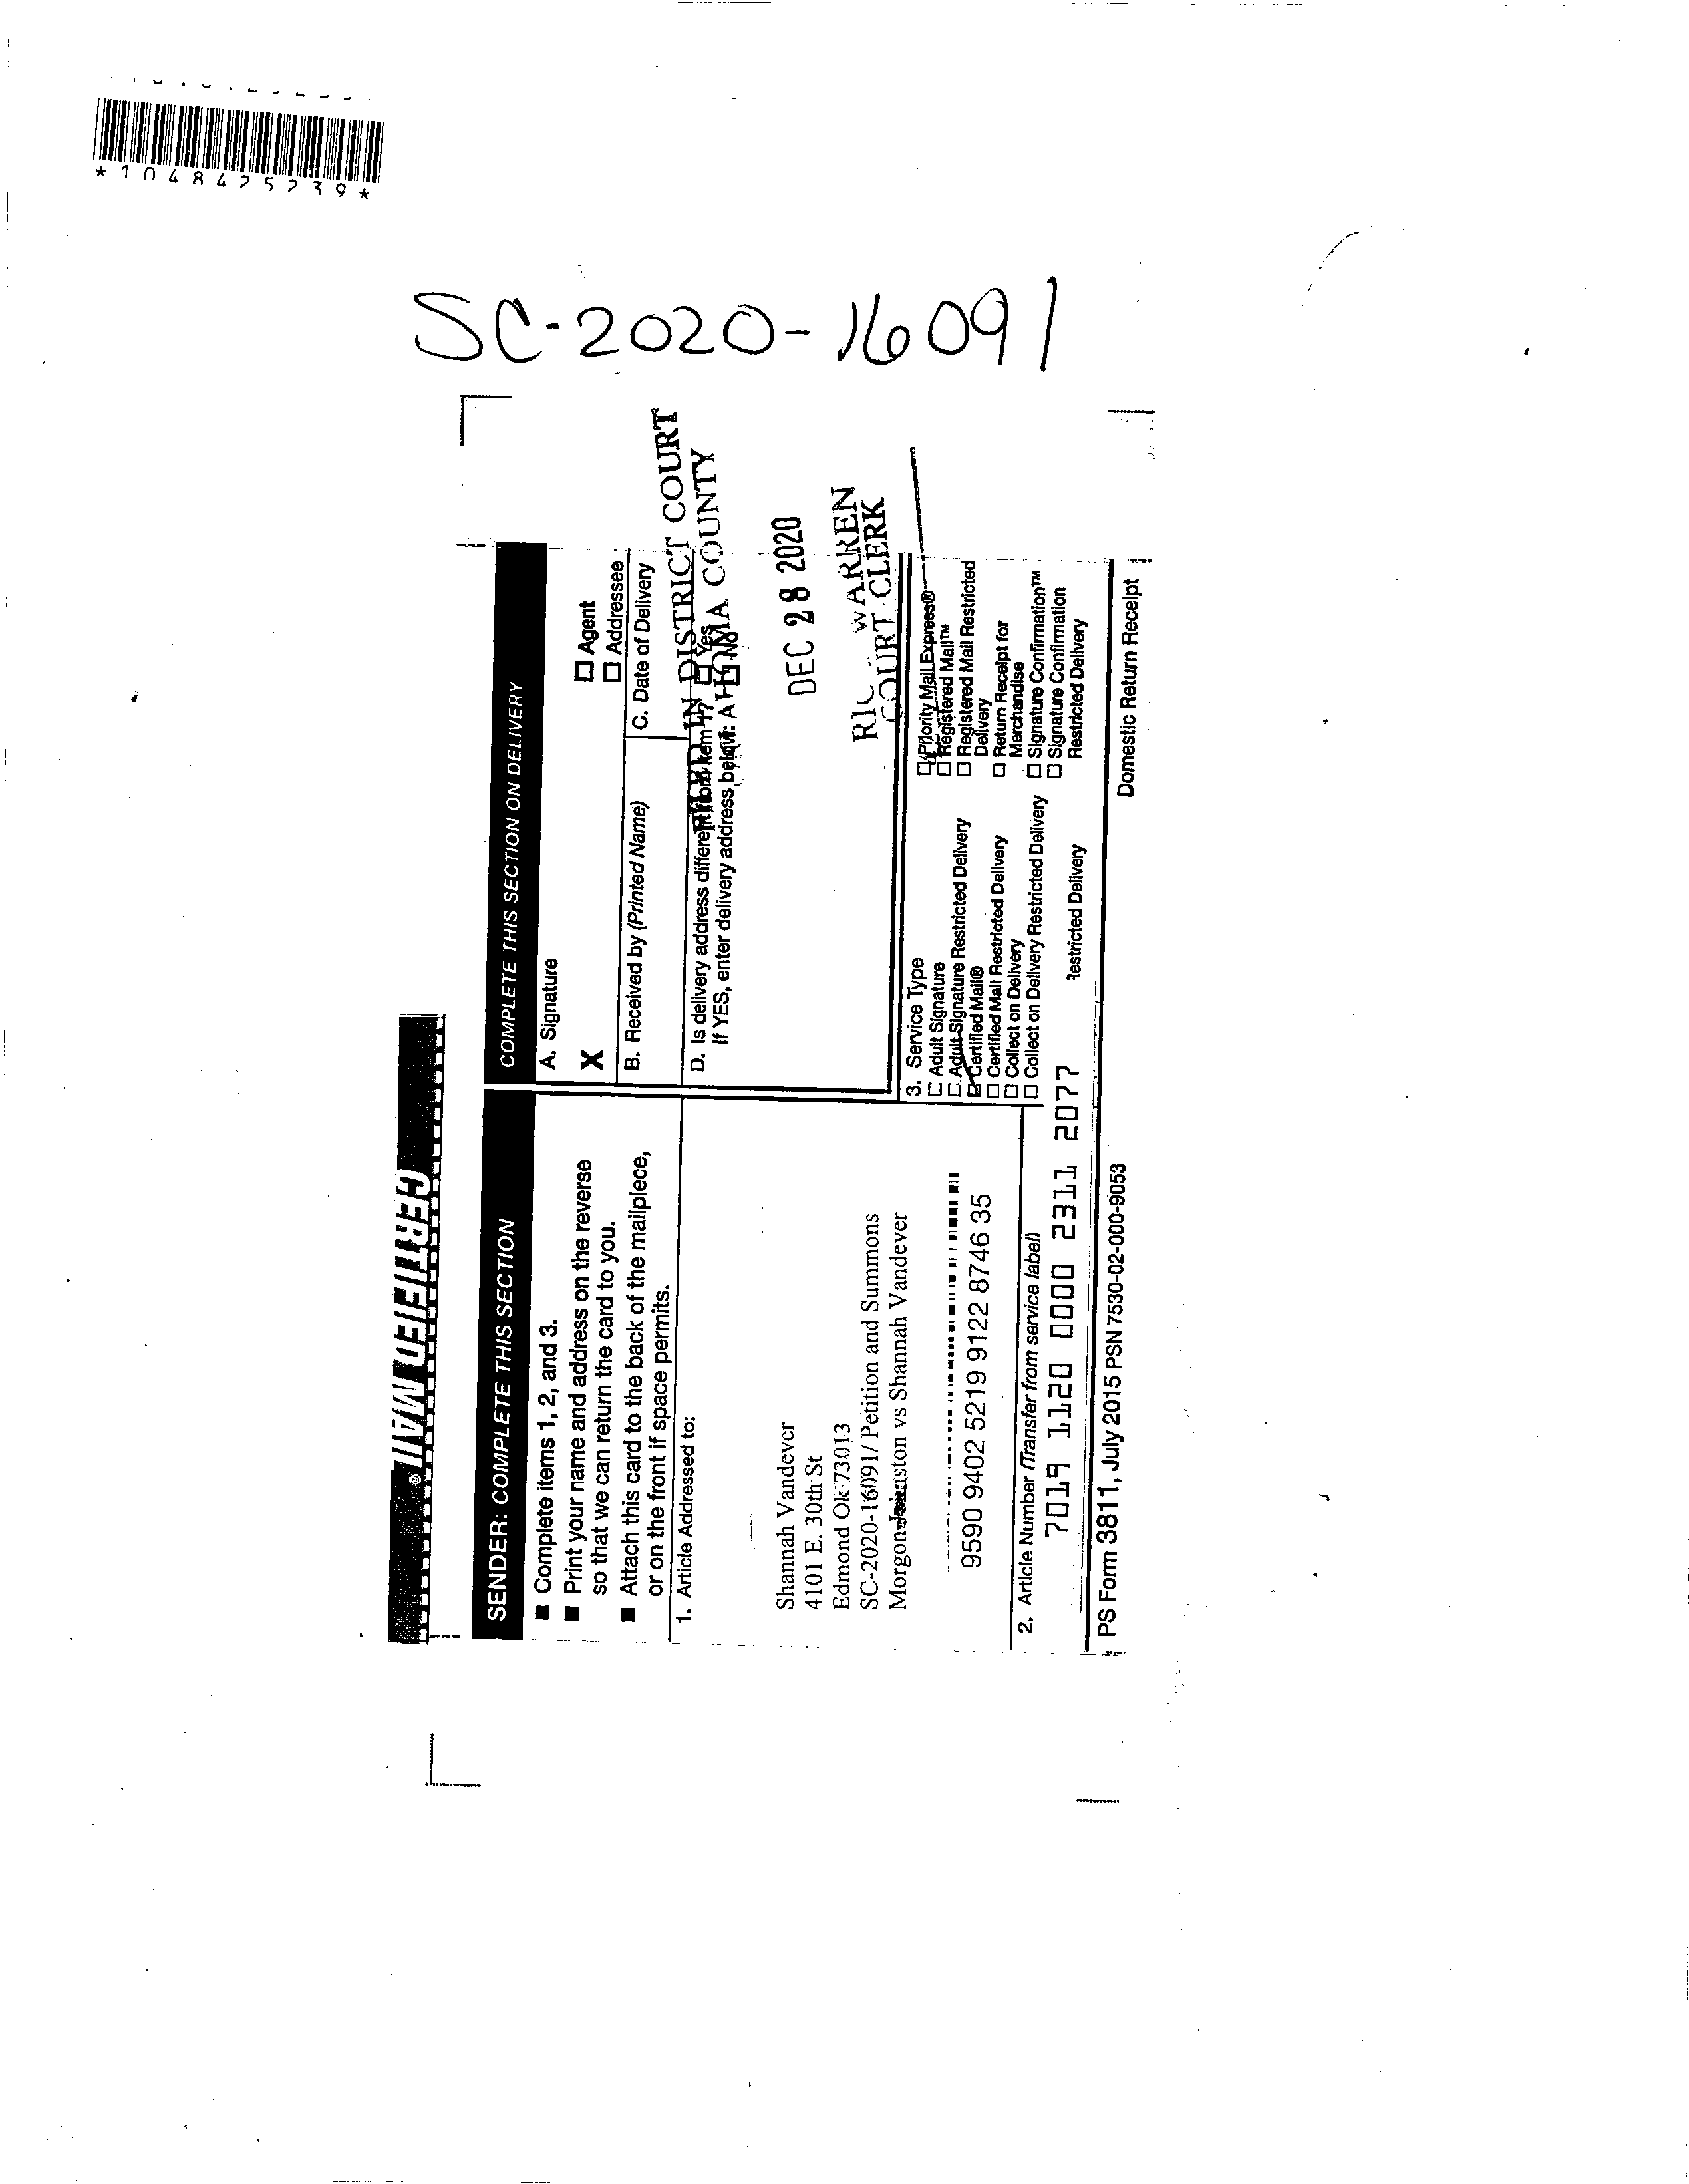 *1048425239*
SC-2020-16091
CERTIFIED MAIL®
SENDER: COMPLETE THIS SECTION
■ Complete items 1, 2, and 3.
■ Print your name and address on the reverse
so that we can return the card to you.
■ Attach this card to the back of the mailpiece,
or on the front if space permits.
1. Article Addressed to:
Shannah Vandever
4101 E. 30th St
Edmond Ok 73013
SC-2020-16091/ Petition and Summons
Morgon vs Shannah Vandever
9590 9402 5219 9122 8746 35
2. Article Number (Transfer from service label)
7019 1120 0000 2311 2077
COMPLETE THIS SECTION ON DELIVERY
A. Signature
X
☐ Agent
☐ Addressee
B. Received by (Printed Name)
C. Date of Delivery
D. Is delivery address different from item 1? ☐ Yes
If YES, enter delivery address below: ☐ No
FILED IN DISTRICT COURT
OKLAHOMA COUNTY
DEC 28 2020
WARREN
COURT CLERK
3. Service Type
☐ Adult Signature
☐ Adult Signature Restricted Delivery
☑ Certified Mail®
☐ Certified Mail Restricted Delivery
☐ Collect on Delivery
☐ Collect on Delivery Restricted Delivery
Restricted Delivery
☐ Priority Mail Express®
☐ Registered Mail™
☐ Registered Mail Restricted
Delivery
☐ Return Receipt for
Merchandise
☐ Signature Confirmation™
☐ Signature Confirmation
Restricted Delivery
PS Form 3811, July 2015 PSN 7530-02-000-9053
Domestic Return Receipt